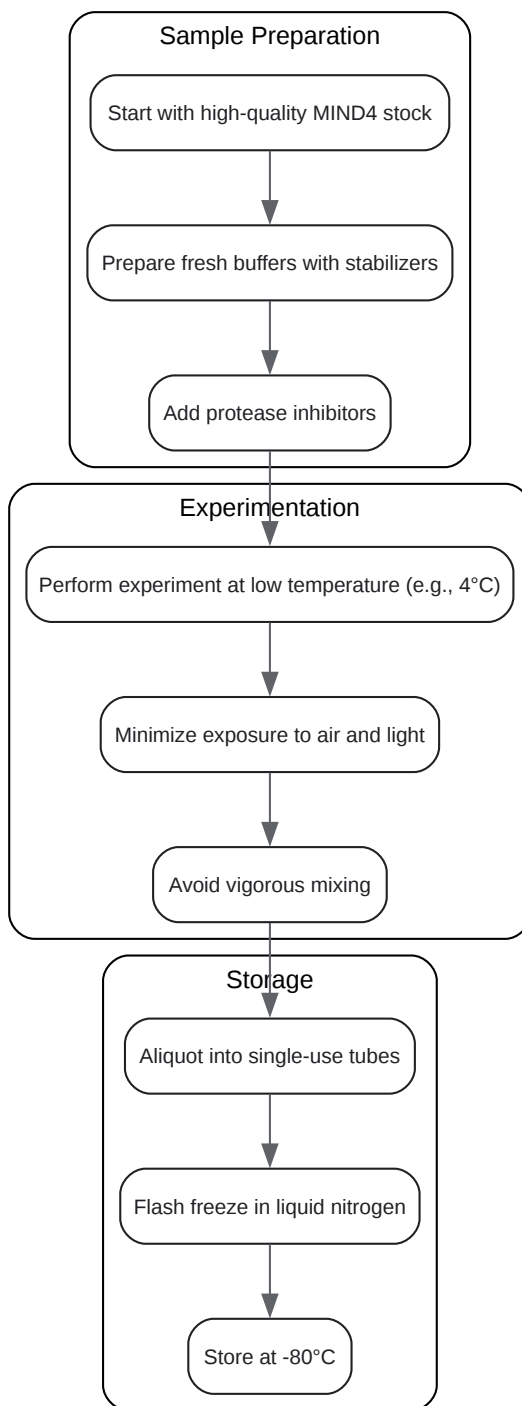 Sample Preparation
Start with high-quality MIND4 stock
Prepare fresh buffers with stabilizers
Add protease inhibitors
Experimentation
Perform experiment at low temperature (e.g., 4°C)
Minimize exposure to air and light
Avoid vigorous mixing
Storage
Aliquot into single-use tubes
Flash freeze in liquid nitrogen
Store at -80°C